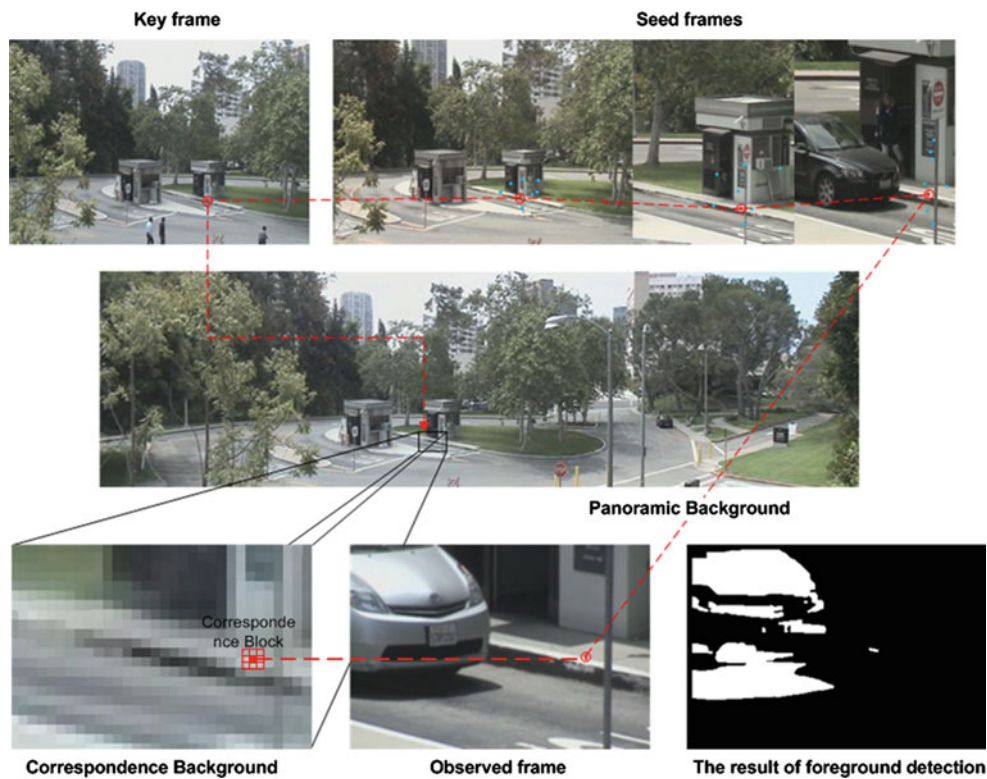 Key frame
Seed frames
Panoramic Background
Corresponde
nce Block
Correspondence Background
Observed frame
The result of foreground detection